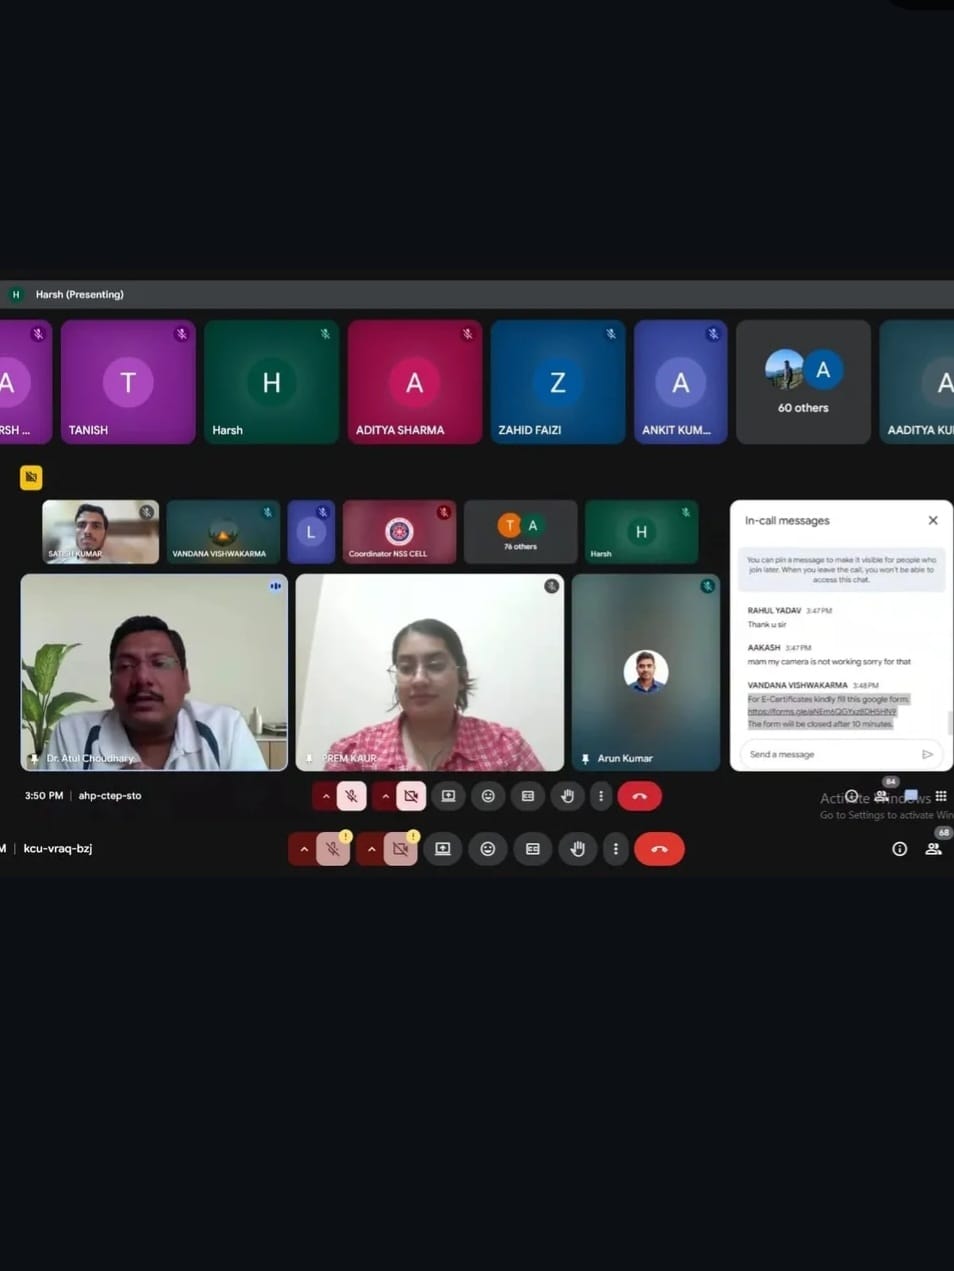 H Harsh (Presenting)
A T H A Z A A A
RSH ... TANISH Harsh ADITYA SHARMA ZAHID FAIZI ANKIT KUM... 60 others AADITYA KU
SATISH KUMAR VANDANA VISHWAKARMA L Coordinator NSS CELL T A 76 others H Harsh
In-call messages
You can pin a message to make it visible for people who
join later. When you leave the call, you won't be able to
access this chat.
RAHUL YADAV 3:47 PM
Thank u sir
AAKASH 3:47 PM
mam my camera is not working sorry for that
VANDANA VISHWAKARMA 3:48 PM
For E-Certificates kindly fill this google form.
The form will be closed after 10 minutes.
Send a message
Dr. Atul Choudhary PREM KAUR Arun Kumar
3:50 PM | ahp-ctep-sto 84
Activate Windows
Go to Settings to activate Win
M | kcu-vraq-bzj 68